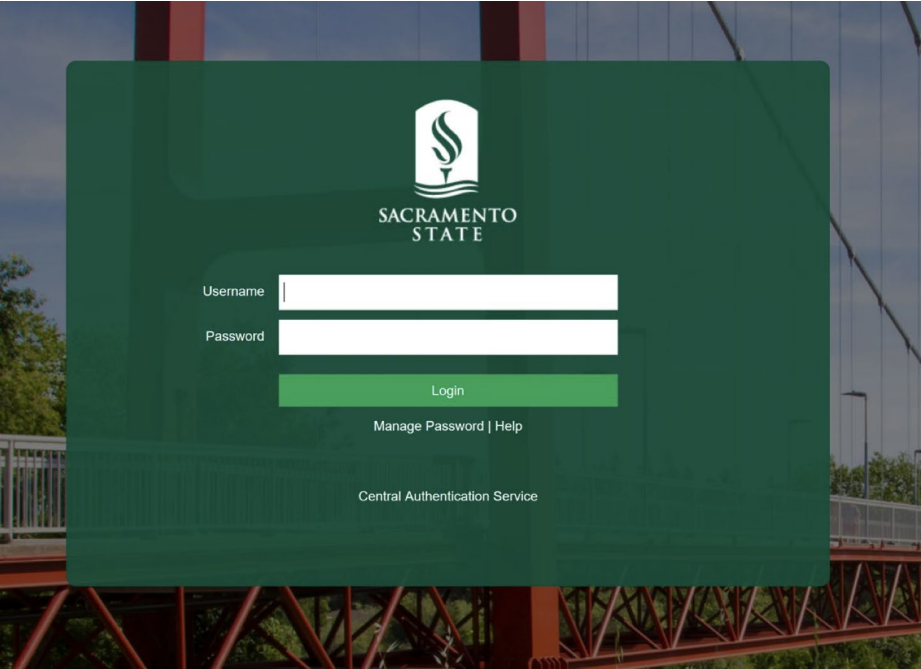 SACRAMENTO
STATE
Username
Password
Login
Manage Password | Help
Central Authentication Service